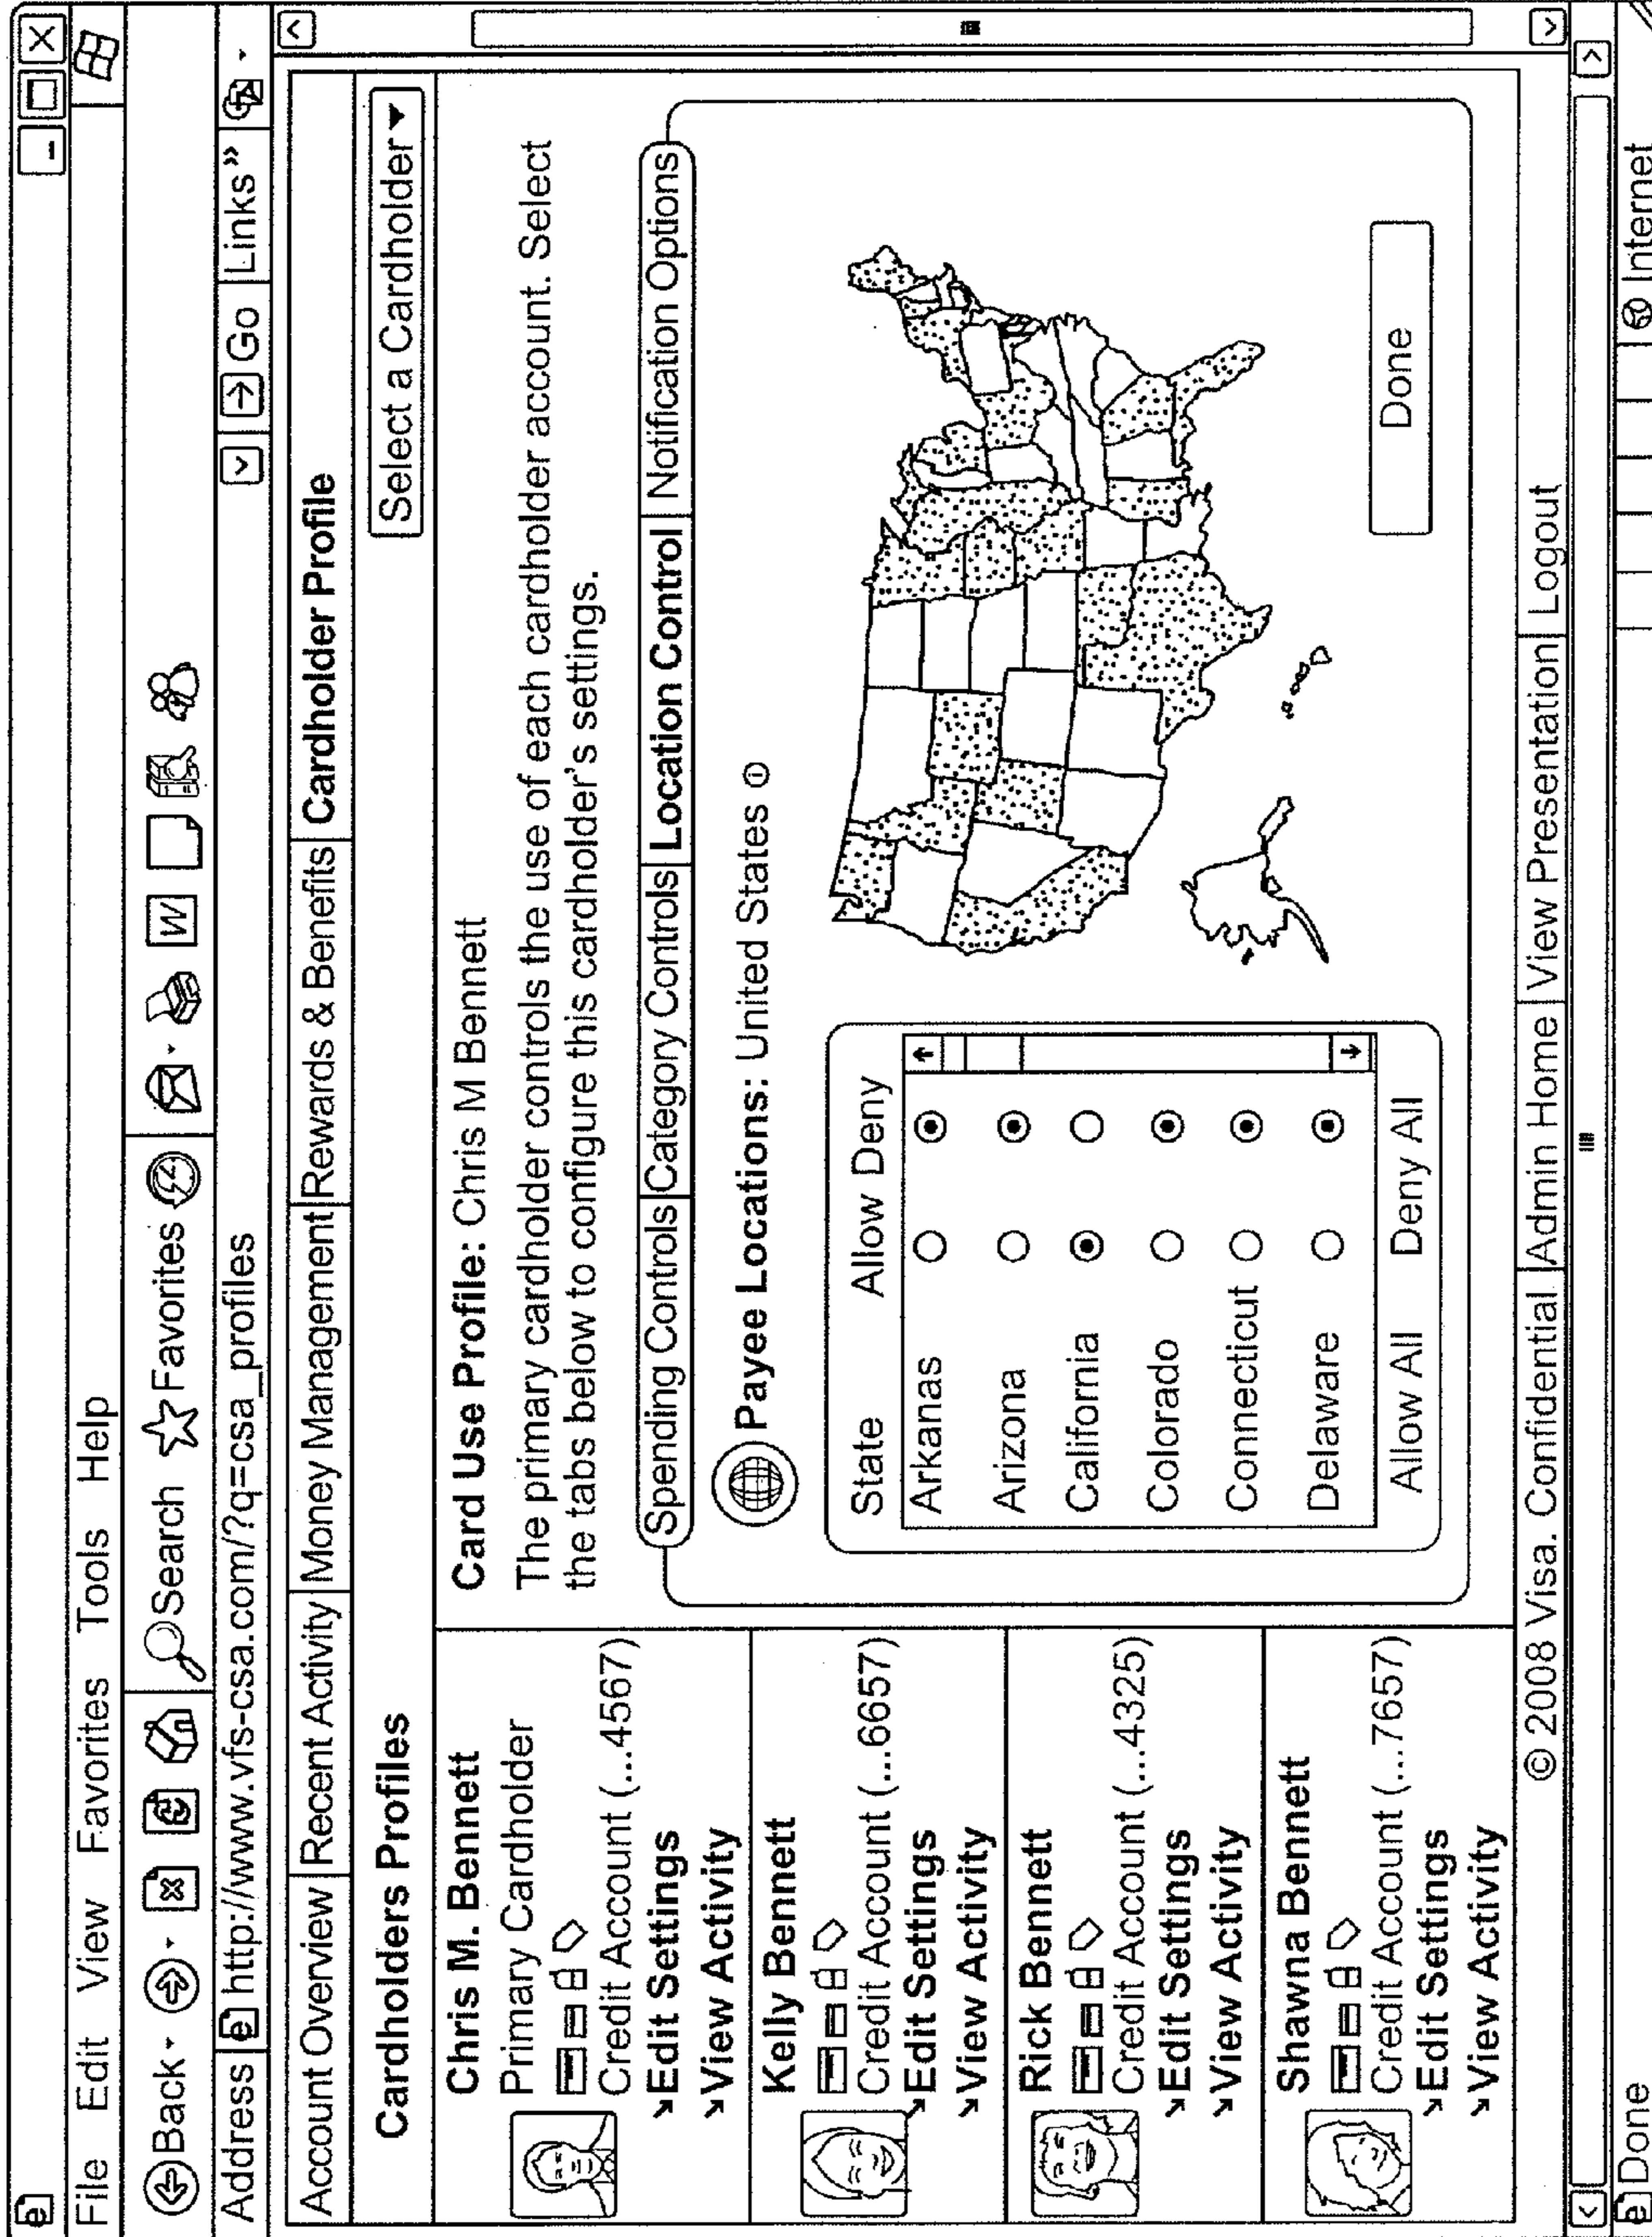 File Edit View Favorites Tools Help
Back Search Favorites W
Address http://www.vfs-csa.com/?q=csa_profiles Go Links»
Account Overview Recent Activity Money Management Rewards & Benefits Cardholder Profile
Cardholders Profiles
Select a Cardholder
Chris M. Bennett
Primary Cardholder
Credit Account (...4567)
Edit Settings
View Activity
Kelly Bennett
Credit Account (...6657)
Edit Settings
View Activity
Rick Bennett
Credit Account (...4325)
Edit Settings
View Activity
Shawna Bennett
Credit Account (...7657)
Edit Settings
View Activity
Card Use Profile: Chris M Bennett
The primary cardholder controls the use of each cardholder account. Select
the tabs below to configure this cardholder's settings.
Spending Controls Category Controls Location Control Notification Options
Payee Locations: United States
State Allow Deny
Arkanas
Arizona
California
Colorado
Connecticut
Delaware
Allow All Deny All
Done
© 2008 Visa. Confidential. Admin Home View Presentation Logout
Done Internet